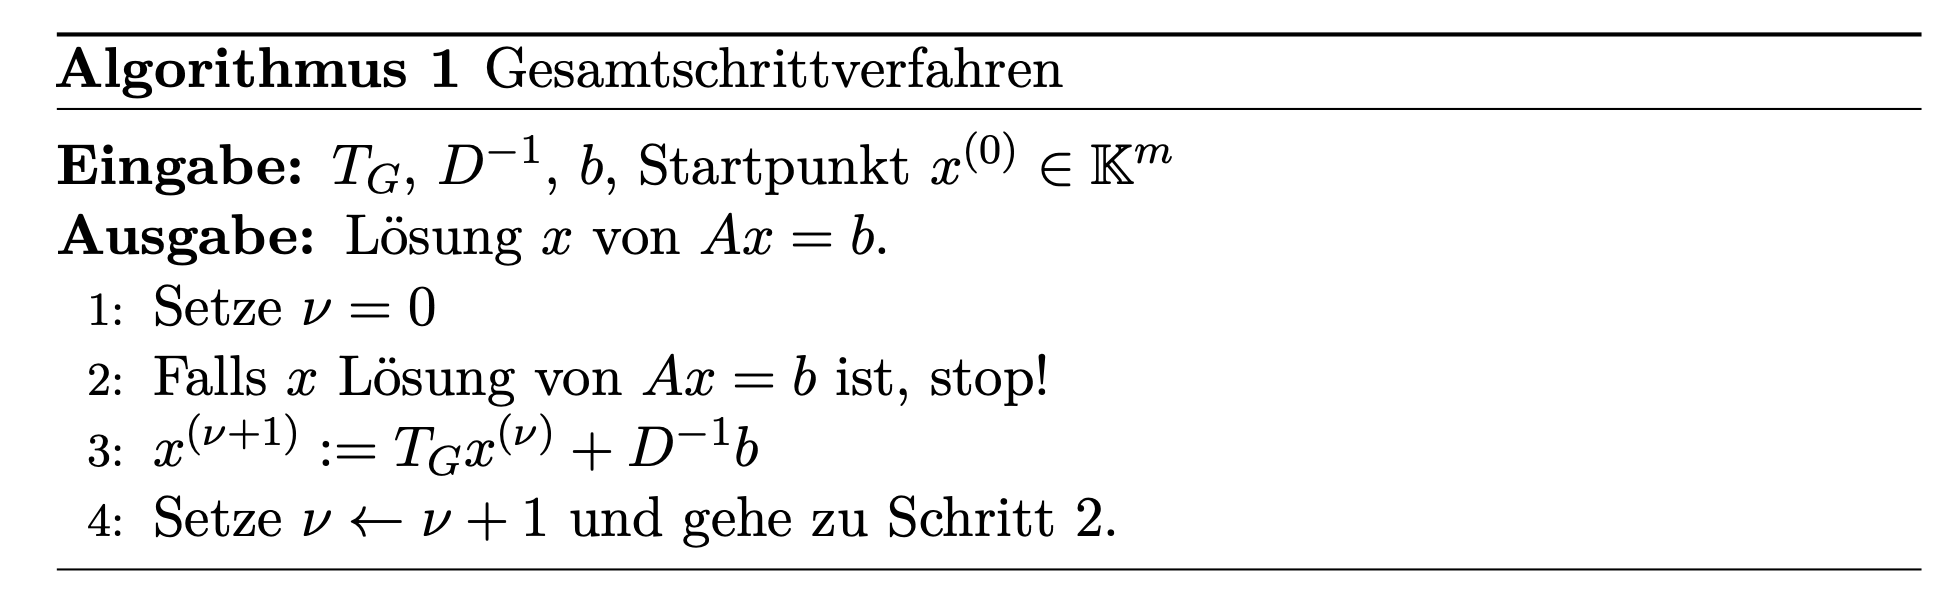 Algorithmus 1 Gesamtschrittverfahren
Eingabe: $T_G$, $D^{-1}$, $b$, Startpunkt $x^{(0)} \in \mathbb{K}^m$
Ausgabe: Lösung $x$ von $Ax = b$.
1: Setze $\nu = 0$
2: Falls $x$ Lösung von $Ax = b$ ist, stop!
3: $x^{(\nu+1)} := T_G x^{(\nu)} + D^{-1}b$
4: Setze $\nu \leftarrow \nu + 1$ und gehe zu Schritt 2.